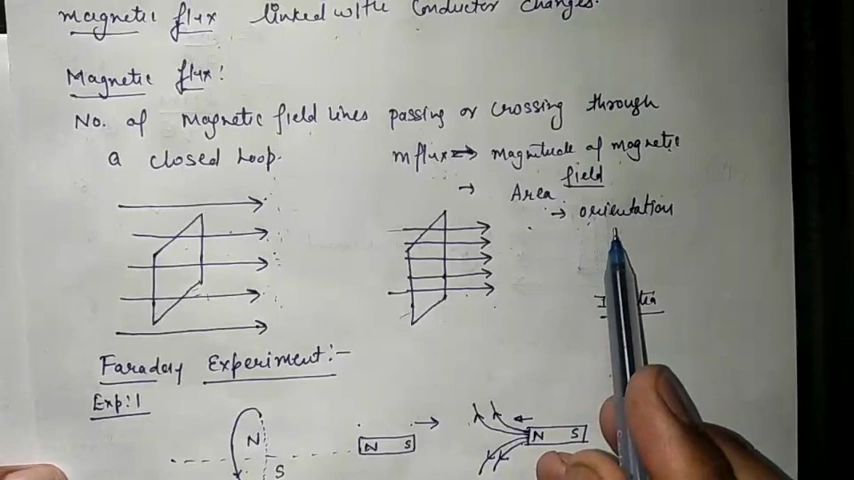 magnetic flux linked with Conductor changes.
Magnetic flux:
No. of Magnetic field lines passing or crossing through
a closed loop.
mflux → magnitude of magnetic
field
→ Area
→ orientation
Faraday Experiment:-
Exp:1
N
S
N S
N S